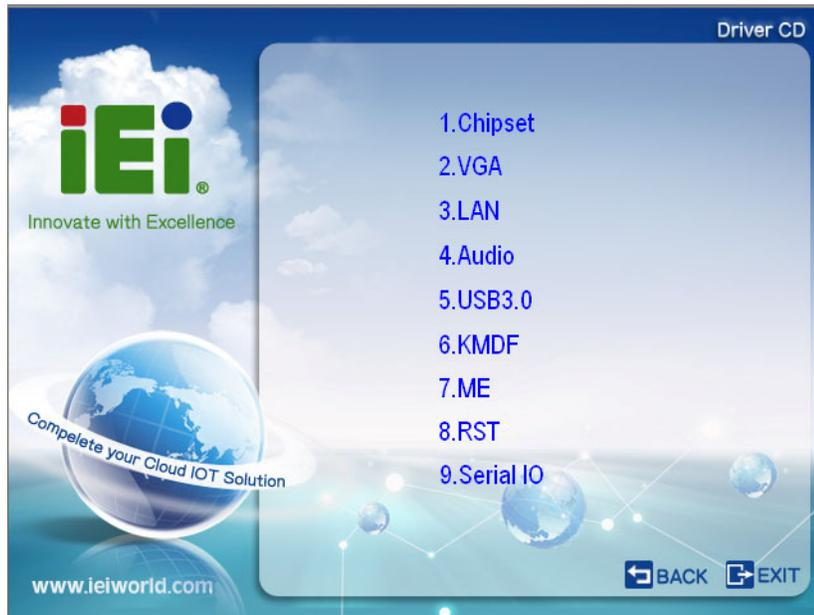 Driver CD
iEi®
Innovate with Excellence
1.Chipset
2.VGA
3.LAN
4.Audio
5.USB3.0
6.KMDF
7.ME
8.RST
9.Serial IO
Compelete your Cloud IOT Solution
www.ieiworld.com
BACK
EXIT